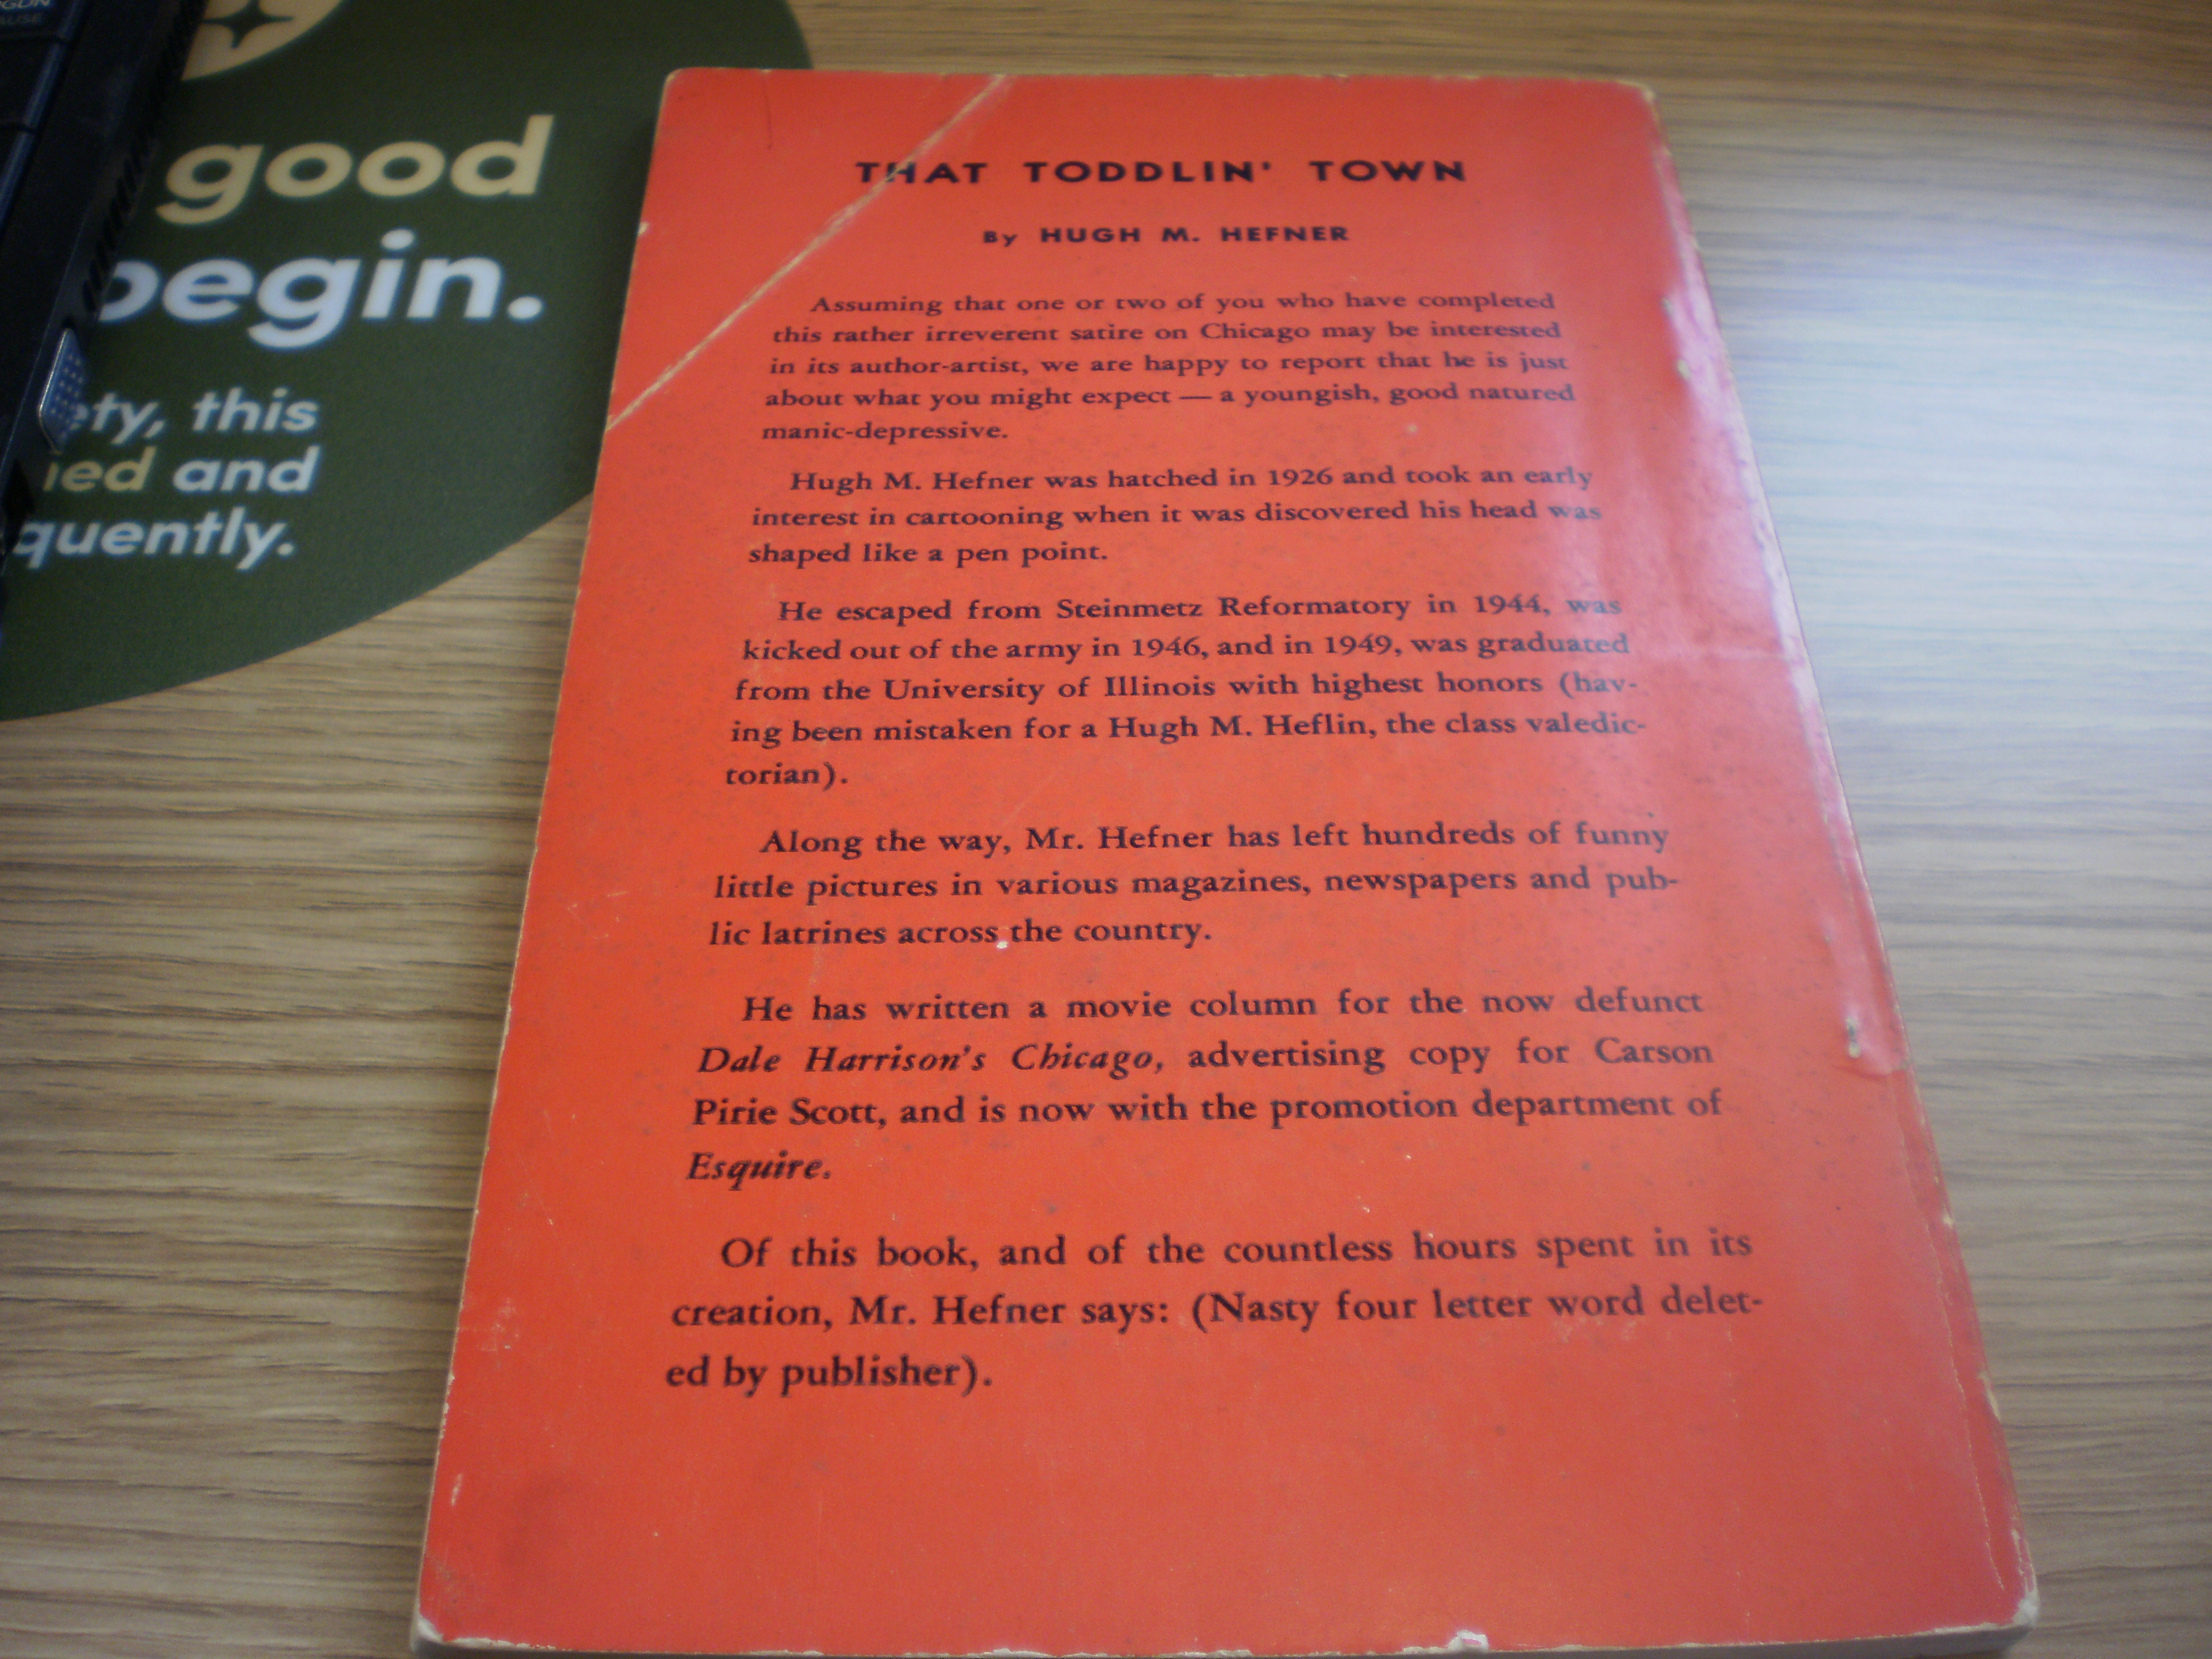 good
begin.
this
and
THAT TODDLIN' TOWN
By HUGH M. HEFNER
Assuming that one or two of you who have completed
this rather irreverent satire on Chicago may be interested
in its author-artist, we are happy to report that he is just
about what you might expect — a youngish, good natured
manic-depressive.
Hugh M. Hefner was hatched in 1926 and took an early
interest in cartooning when it was discovered his head was
shaped like a pen point.
He escaped from Steinmetz Reformatory in 1944, was
kicked out of the army in 1946, and in 1949, was graduated
from the University of Illinois with highest honors (hav-
ing been mistaken for a Hugh M. Heflin, the class valedic-
torian).
Along the way, Mr. Hefner has left hundreds of funny
little pictures in various magazines, newspapers and pub-
lic latrines across the country.
He has written a movie column for the now defunct
Dale Harrison's Chicago, advertising copy for Carson
Pirie Scott, and is now with the promotion department of
Esquire.
Of this book, and of the countless hours spent in its
creation, Mr. Hefner says: (Nasty four letter word delet-
ed by publisher).